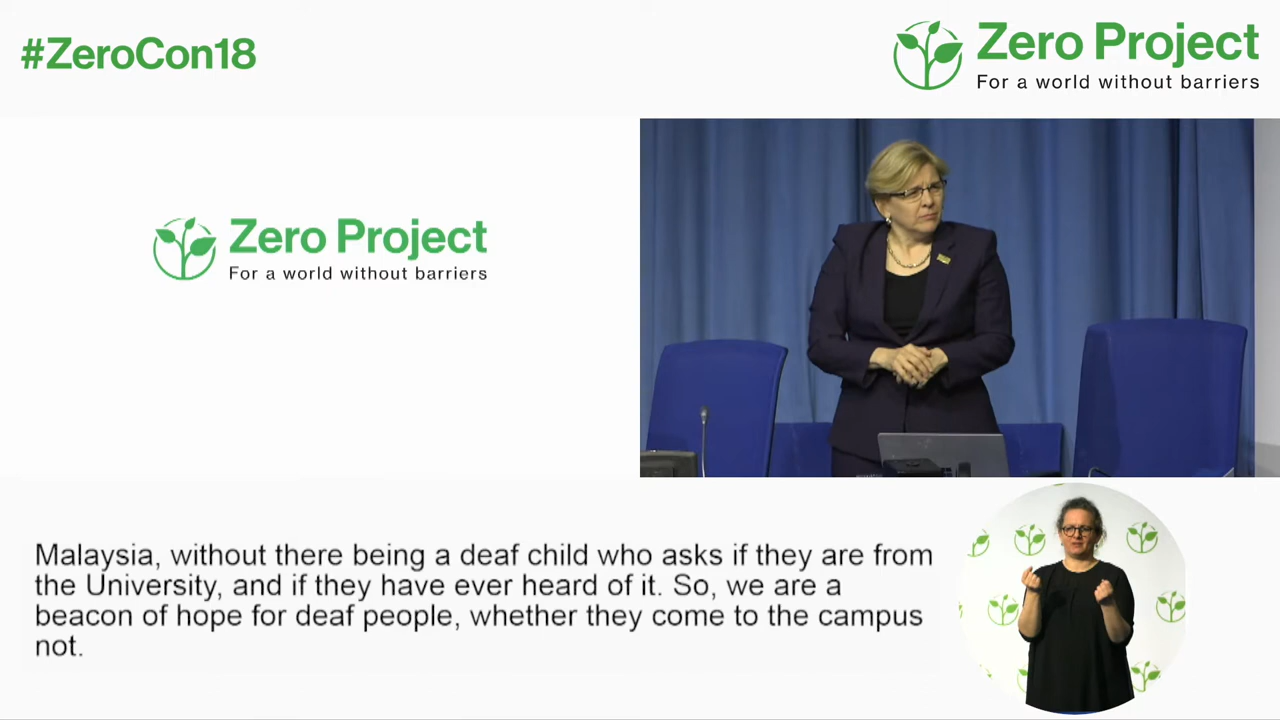 #ZeroCon18
Zero Project
For a world without barriers
Zero Project
For a world without barriers
Malaysia, without there being a deaf child who asks if they are from
the University, and if they have ever heard of it. So, we are a
beacon of hope for deaf people, whether they come to the campus
not.